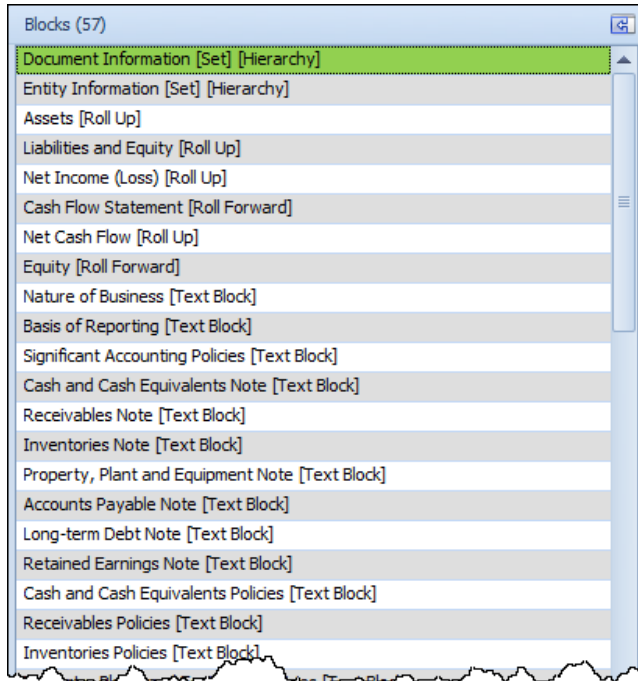 Blocks (57)
Document Information [Set] [Hierarchy]
Entity Information [Set] [Hierarchy]
Assets [Roll Up]
Liabilities and Equity [Roll Up]
Net Income (Loss) [Roll Up]
Cash Flow Statement [Roll Forward]
Net Cash Flow [Roll Up]
Equity [Roll Forward]
Nature of Business [Text Block]
Basis of Reporting [Text Block]
Significant Accounting Policies [Text Block]
Cash and Cash Equivalents Note [Text Block]
Receivables Note [Text Block]
Inventories Note [Text Block]
Property, Plant and Equipment Note [Text Block]
Accounts Payable Note [Text Block]
Long-term Debt Note [Text Block]
Retained Earnings Note [Text Block]
Cash and Cash Equivalents Policies [Text Block]
Receivables Policies [Text Block]
Inventories Policies [Text Block]